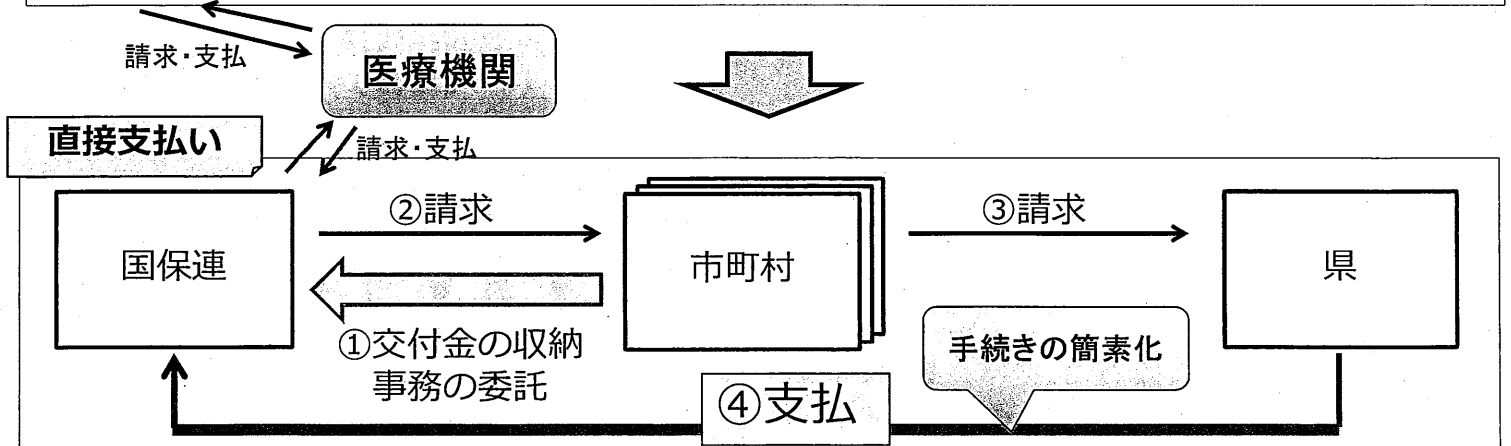 請求・支払
医療機関
直接支払い
請求・支払
②請求
③請求
国保連
市町村
県
①交付金の収納
事務の委託
手続きの簡素化
④支払